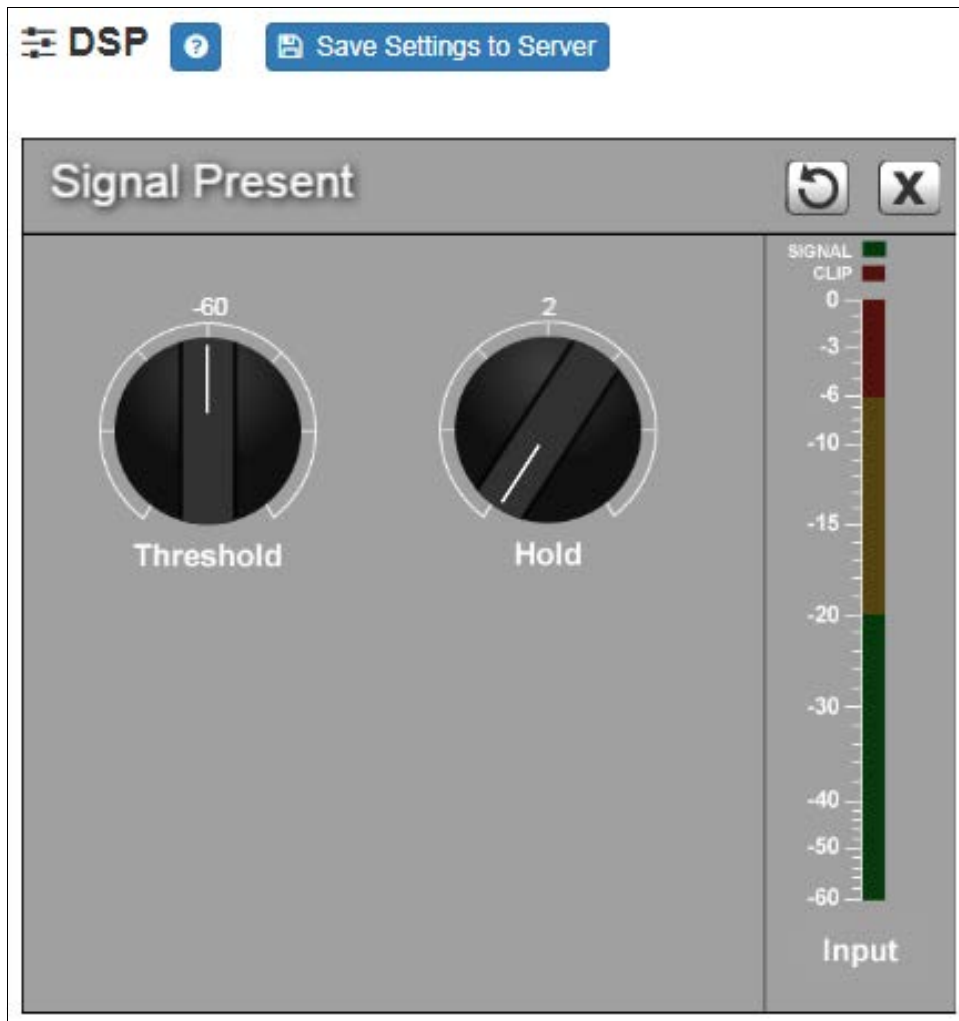 DSP ? Save Settings to Server
Signal Present X
SIGNAL
CLIP
-60
2
Threshold
Hold
0
-3
-6
-10
-15
-20
-30
-40
-50
-60
Input